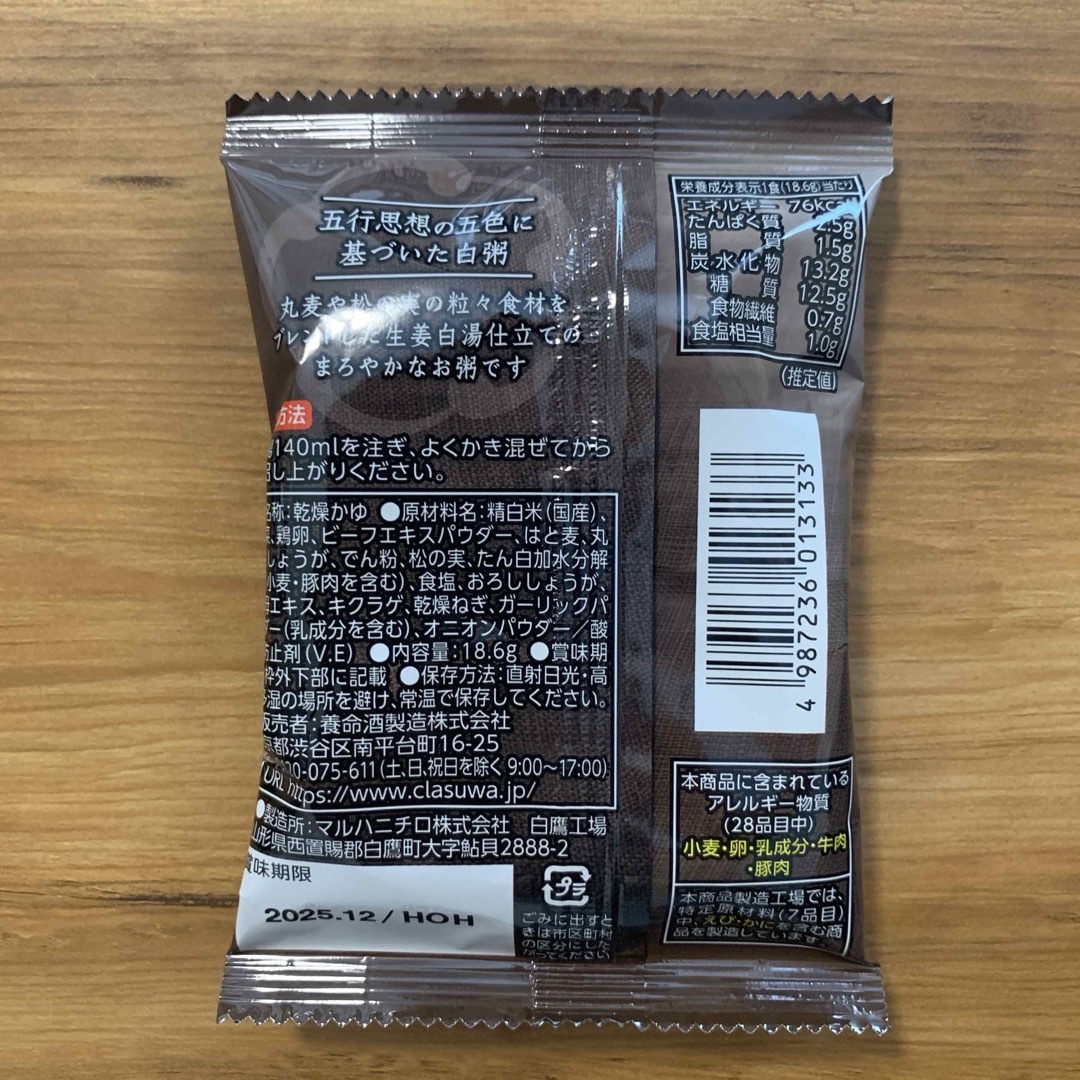 五行思想の五色に
基づいた白粥
丸麦や松の実の粒々食材を
ブレンドした生姜白湯仕立ての
まろやかなお粥です
方法
140mlを注ぎ、よくかき混ぜてから
し上がりください。
名称:乾燥かゆ ●原材料名:精白米(国産)、
、鶏卵、ビーフエキスパウダー、はと麦、丸
しょうが、でん粉、松の実、たん白加水分解
小麦・豚肉を含む)、食塩、おろししょうが、
エキス、キクラゲ、乾燥ねぎ、ガーリックパ
ー(乳成分を含む)、オニオンパウダー/酸
止剤(V.E) ●内容量:18.6g ●賞味期
枠外下部に記載 ●保存方法:直射日光・高
湿の場所を避け、常温で保存してください。
販売者:養命酒製造株式会社
京都渋谷区南平台町16-25
00-075-611(土、日、祝日を除く 9:00〜17:00)
URL https://www.clasuwa.jp/
●製造所:マルハニチロ株式会社 白鷹工場
山形県西置賜郡白鷹町大字鮎貝2888-2
賞味期限
2025.12/HOH
プラ
ごみに出すと
きは市区町村
の区分にした
がってください
栄養成分表示1食(18.6g)当たり
エネルギー 76kcal
たんぱく質 2.5g
脂質 1.5g
炭水化物 13.2g
糖質 12.5g
食物繊維 0.7g
食塩相当量 1.0g
(推定値)
4 987236 013133
本商品に含まれている
アレルギー物質
(28品目中)
小麦・卵・乳成分・牛肉
・豚肉
本商品製造工場では、
特定原材料(7品目)
中、えび・かにを含む商
品を製造しています。